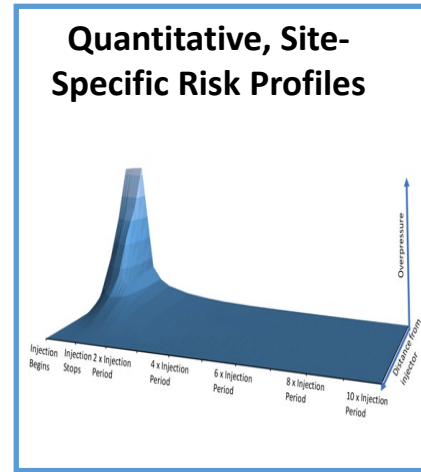 Quantitative, Site-
Specific Risk Profiles
Overpressure
Distance from
injector
Injection
Begins
Injection
Stops
2 x Injection
Period
4 x Injection
Period
6 x Injection
Period
8 x Injection
Period
10 x Injection
Period